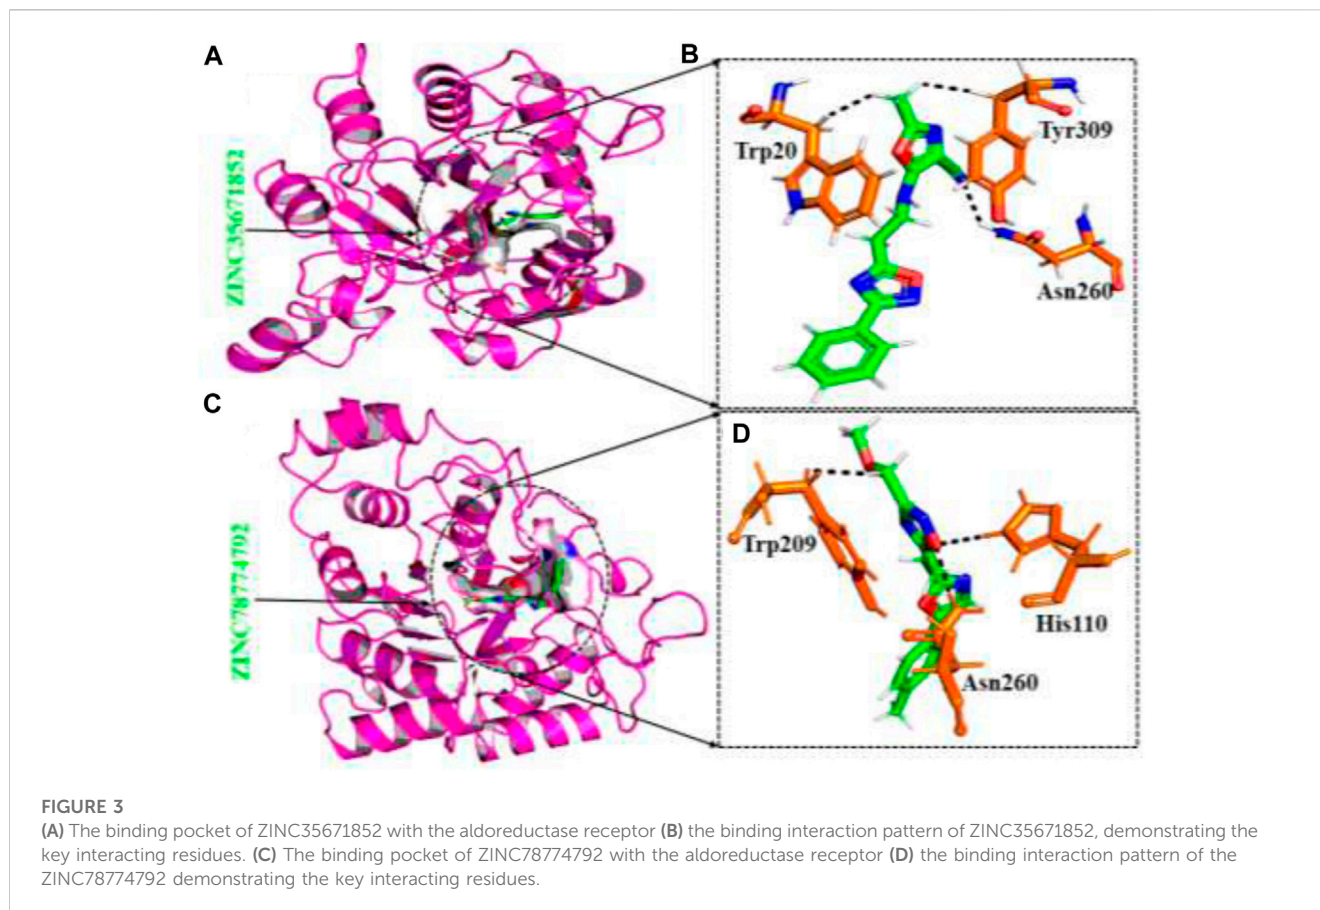 A
B
ZINC35671852
Trp20
Tyr309
Asn260
C
D
ZINC78774792
Trp209
His110
Asn260
FIGURE 3
(A) The binding pocket of ZINC35671852 with the aldoreductase receptor (B) the binding interaction pattern of ZINC35671852, demonstrating the
key interacting residues. (C) The binding pocket of ZINC78774792 with the aldoreductase receptor (D) the binding interaction pattern of the
ZINC78774792 demonstrating the key interacting residues.